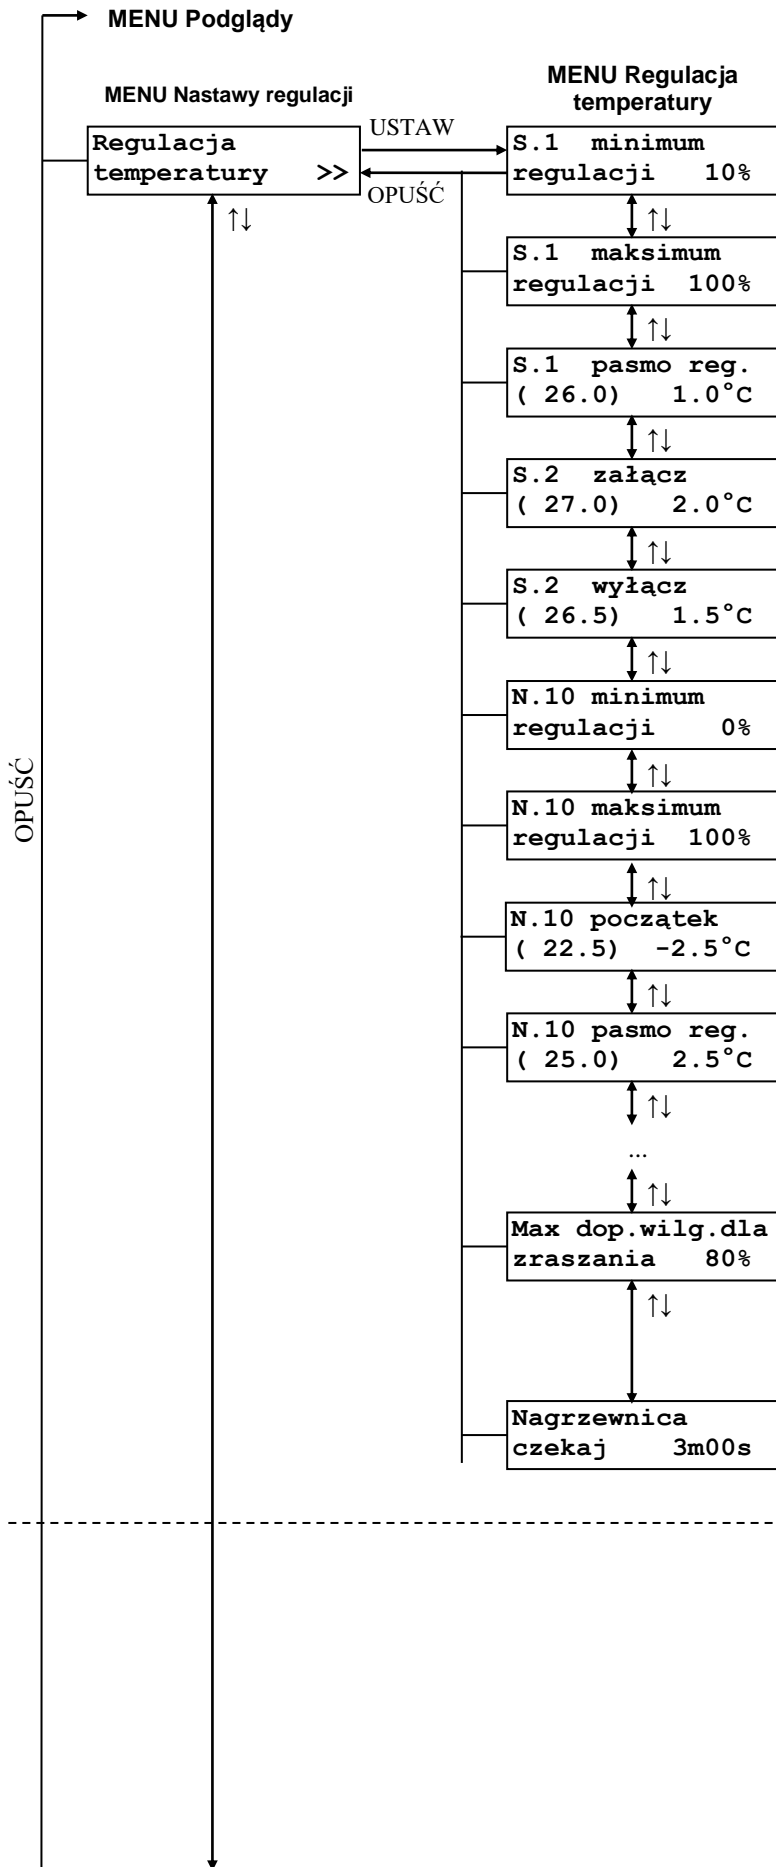 MENU Podglądy
MENU Nastawy regulacji
MENU Regulacja
temperatury
Regulacja
temperatury >>
USTAW
OPUŚĆ
↑↓
S.1 minimum
regulacji 10%
↑↓
S.1 maksimum
regulacji 100%
↑↓
S.1 pasmo reg.
( 26.0) 1.0°C
↑↓
S.2 załącz
( 27.0) 2.0°C
↑↓
S.2 wyłącz
( 26.5) 1.5°C
↑↓
N.10 minimum
regulacji 0%
↑↓
N.10 maksimum
regulacji 100%
↑↓
N.10 początek
( 22.5) -2.5°C
↑↓
N.10 pasmo reg.
( 25.0) 2.5°C
↑↓
...
↑↓
Max dop.wilg.dla
zraszania 80%
↑↓
Nagrzewnica
czekaj 3m00s
OPUŚĆ